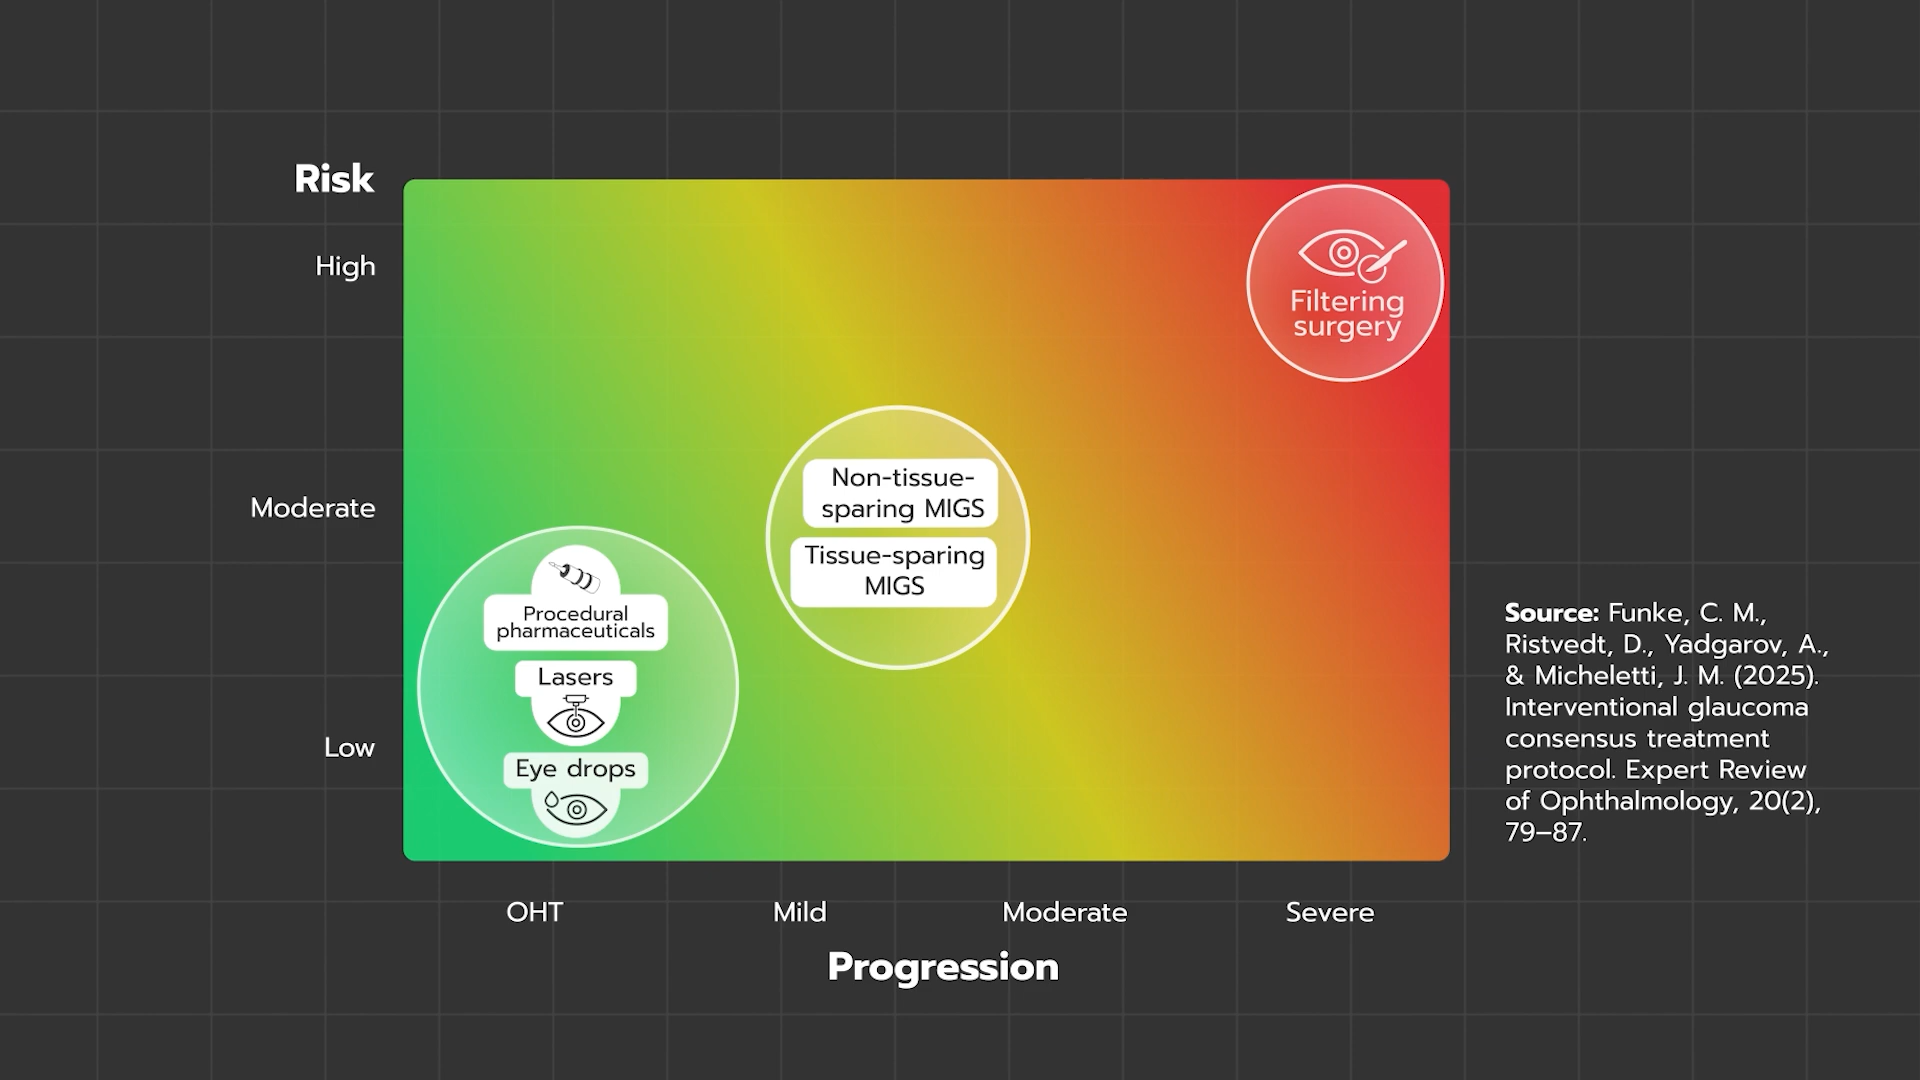 Risk
High
Moderate
Low
Filtering
surgery
Non-tissue-
sparing MIGS
Tissue-sparing
MIGS
Procedural
pharmaceuticals
Lasers
Eye drops
OHT
Mild
Moderate
Severe
Progression
Source: Funke, C. M.,
Ristvedt, D., Yadgarov, A.,
& Micheletti, J. M. (2025).
Interventional glaucoma
consensus treatment
protocol. Expert Review
of Ophthalmology, 20(2),
79–87.